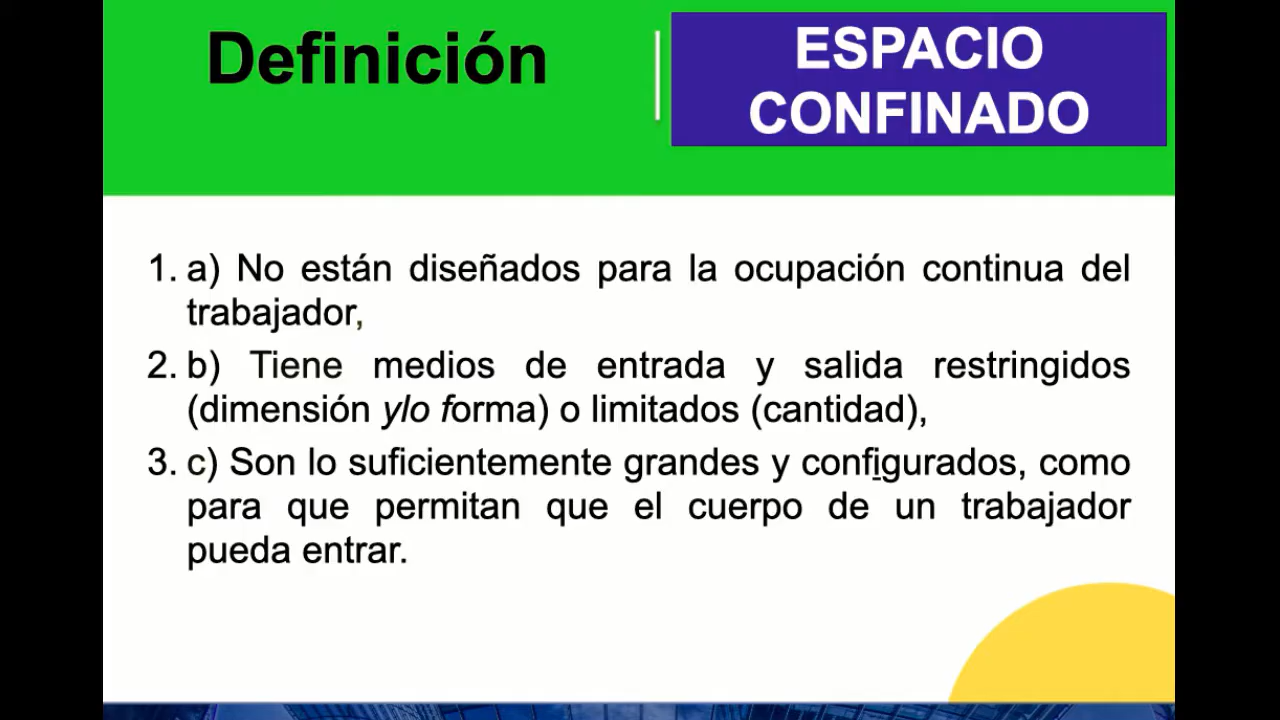 Definición
ESPACIO
CONFINADO
1. a) No están diseñados para la ocupación continua del
trabajador,
2. b) Tiene medios de entrada y salida restringidos
(dimensión ylo forma) o limitados (cantidad),
3. c) Son lo suficientemente grandes y configurados, como
para que permitan que el cuerpo de un trabajador
pueda entrar.